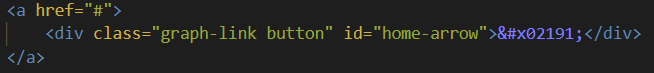 <a href="#">
<div class="graph-link button" id="home-arrow">&#x02191;</div>
</a>